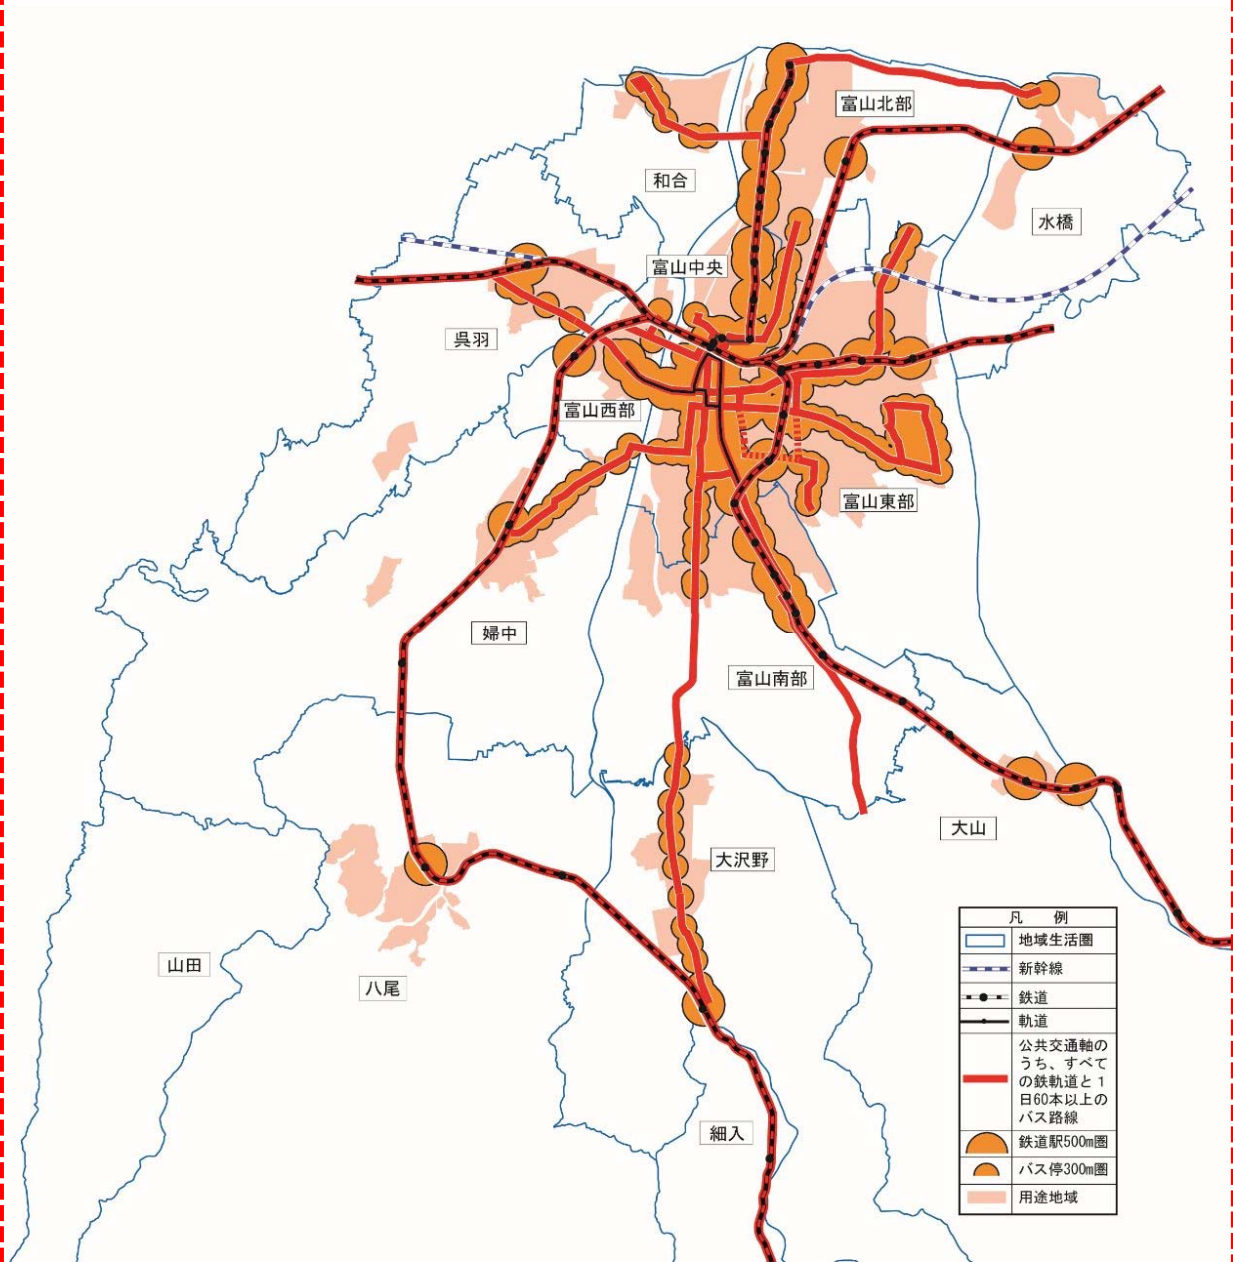 富山北部
和合
水橋
富山中央
呉羽
富山西部
富山東部
婦中
富山南部
大山
大沢野
山田
八尾
細入
凡 例
地域生活圏
新幹線
鉄道
軌道
公共交通軸の
うち、すべて
の鉄軌道と1
日60本以上の
バス路線
鉄道駅500m圏
バス停300m圏
用途地域